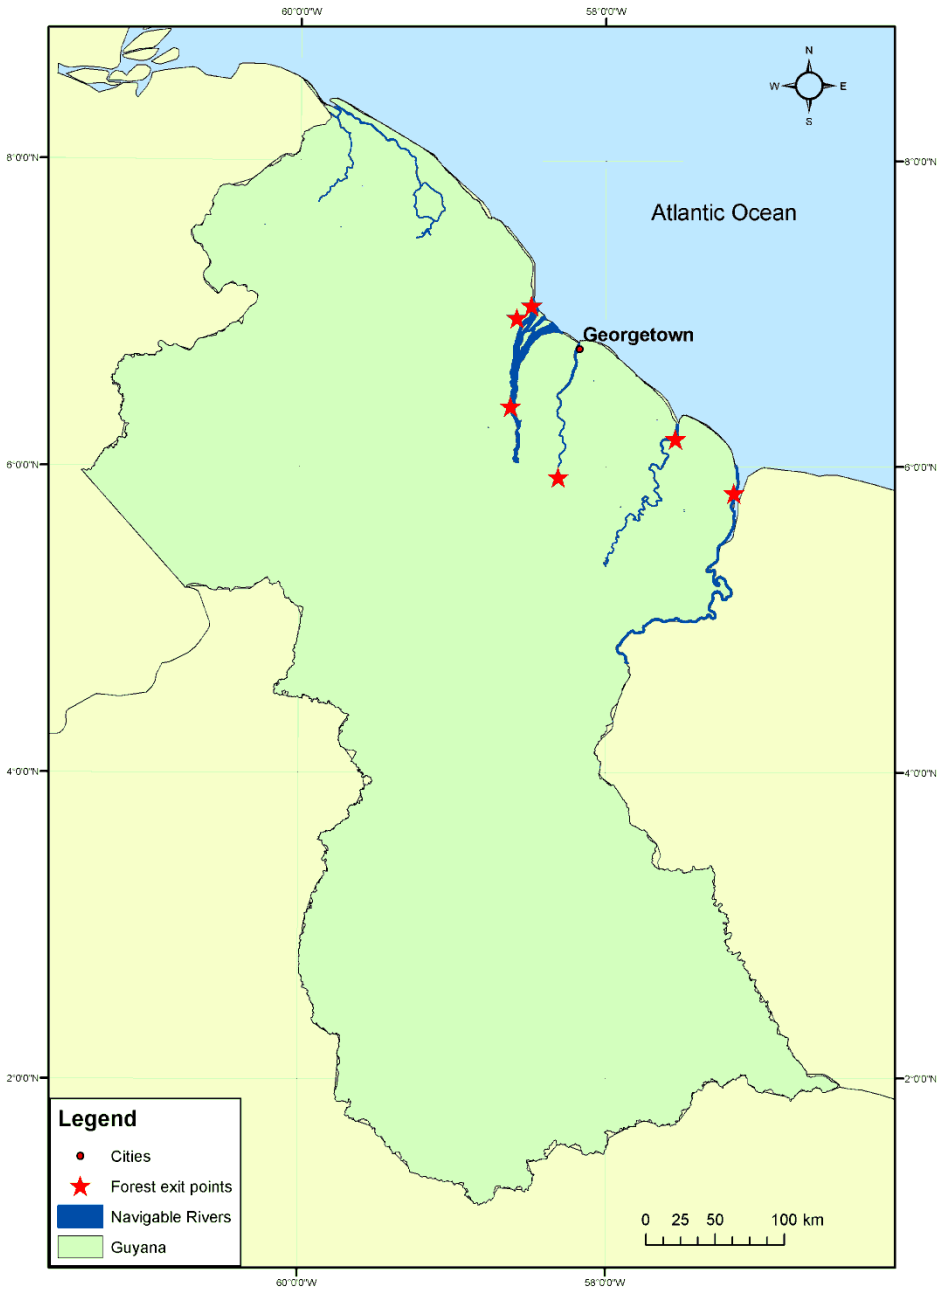 60°0'0"W 58°0'0"W
N
W E
S
8°0'0"N 8°0'0"N
Atlantic Ocean
Georgetown
6°0'0"N 6°0'0"N
4°0'0"N 4°0'0"N
2°0'0"N 2°0'0"N
Legend
Cities
Forest exit points
Navigable Rivers
Guyana
0 25 50 100 km
60°0'0"W 58°0'0"W